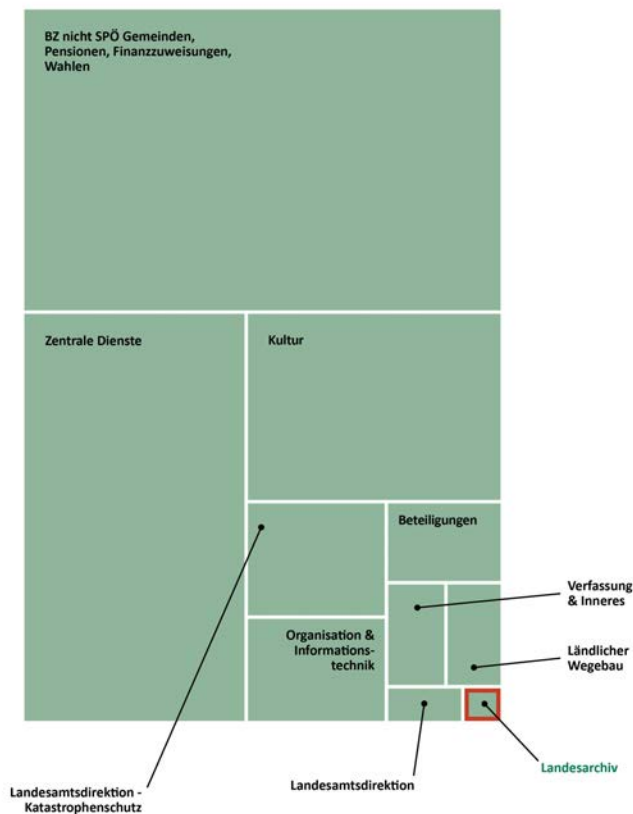 BZ nicht SPÖ Gemeinden,
Pensionen, Finanzzuweisungen,
Wahlen
Zentrale Dienste
Kultur
Beteiligungen
Verfassung
& Inneres
Organisation &
Informations-
technik
Ländlicher
Wegebau
Landesarchiv
Landesamtsdirektion
Landesamtsdirektion -
Katastrophenschutz